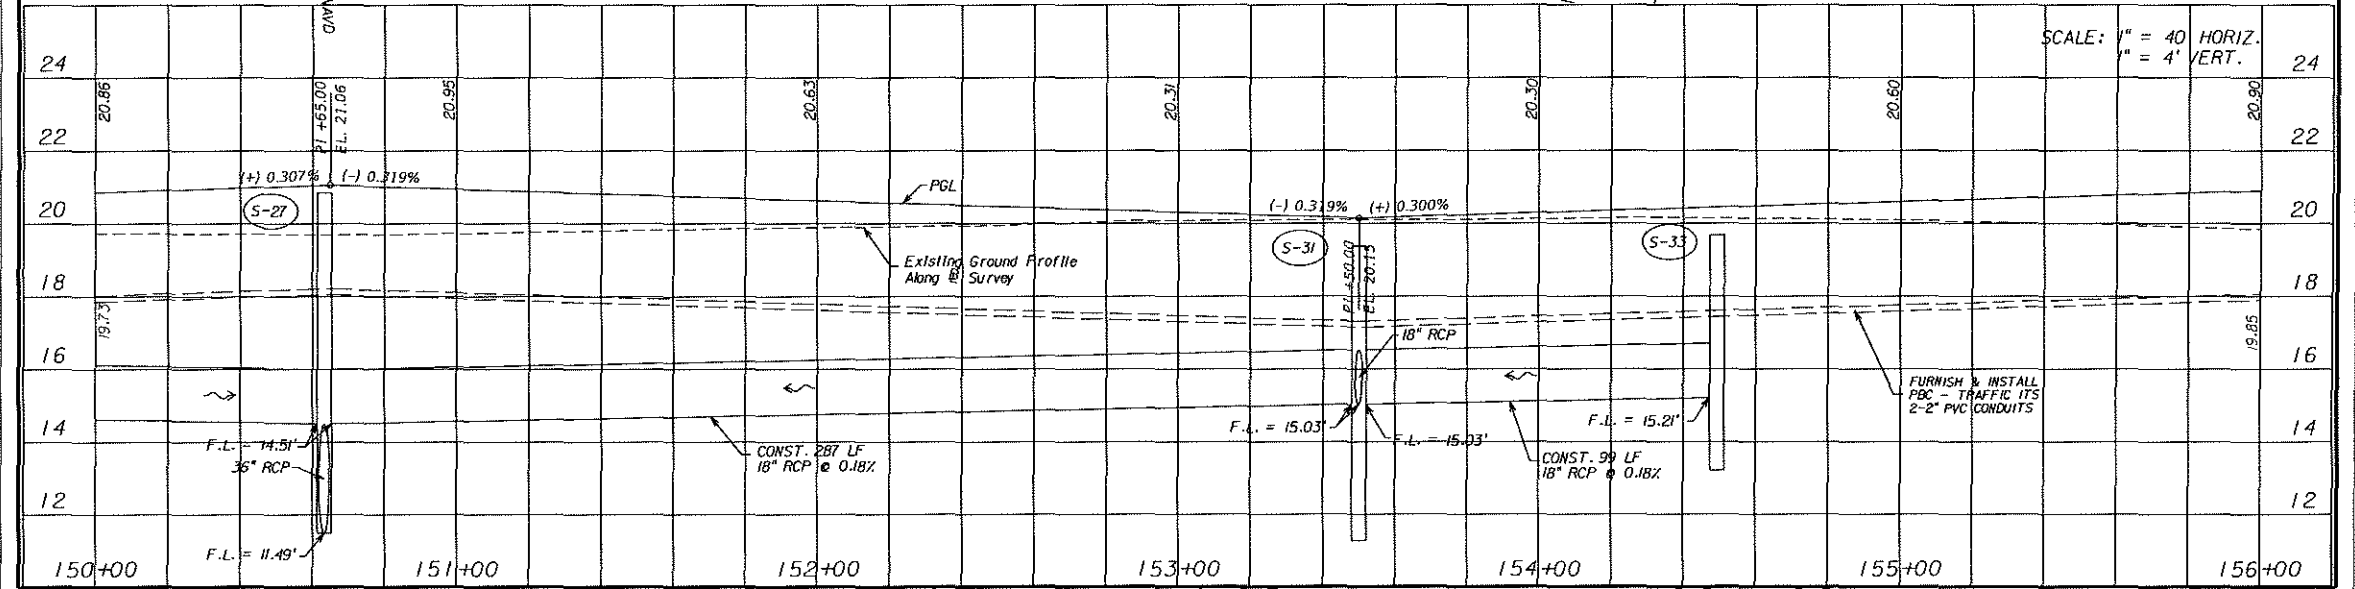 NAVD
SCALE: 1" = 40 HORIZ.
1" = 4' VERT.
24
24
20.86
PI +65.00
EL. 21.06
20.95
20.63
20.31
20.30
20.60
20.90
22
22
(+) 0.307%
(-) 0.319%
PGL
20
S-27
(-) 0.319%
(+) 0.300%
20
S-31
S-33
Existing Ground Profile
Along ℄ Survey
PI +50.00
EL. 20.15
18
18
19.73
18" RCP
19.85
16
16
FURNISH & INSTALL
PBC - TRAFFIC ITS
2-2" PVC CONDUITS
F.L. = 14.51'
36" RCP
F.L. = 15.03'
F.L. = 15.03'
F.L. = 15.21'
14
14
CONST. 287 LF
18" RCP @ 0.18%
CONST. 99 LF
18" RCP @ 0.18%
12
12
F.L. = 11.49'
150+00
151+00
152+00
153+00
154+00
155+00
156+00